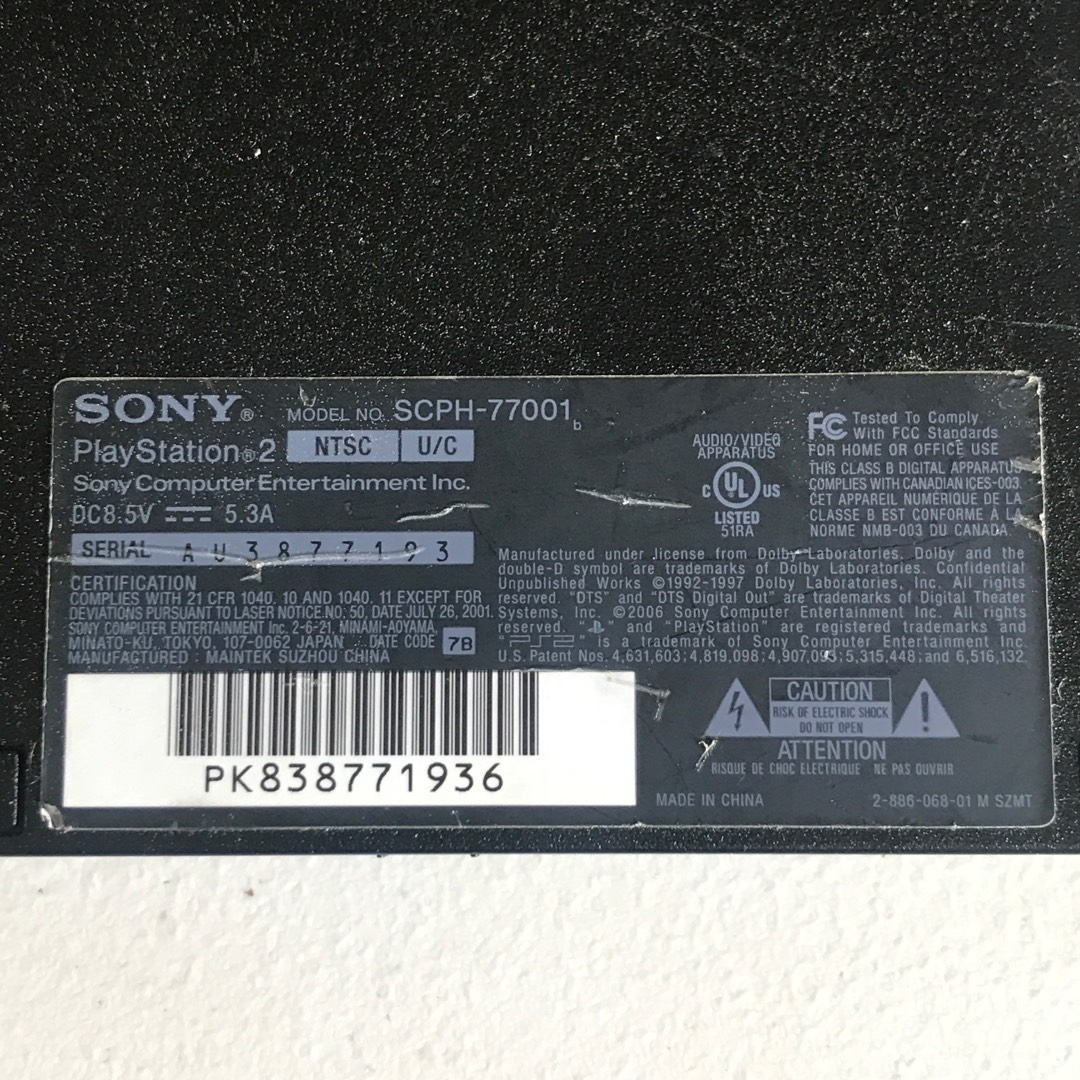 SONY® MODEL NO. SCPH-77001 b
PlayStation®2 NTSC U/C
Sony Computer Entertainment Inc.
DC8.5V 5.3A
SERIAL AU3877193
CERTIFICATION
COMPLIES WITH 21 CFR 1040. 10 AND 1040. 11 EXCEPT FOR
DEVIATIONS PURSUANT TO LASER NOTICE NO. 50, DATE JULY 26, 2001.
SONY COMPUTER ENTERTAINMENT Inc. 2-6-21, MINAMI-AOYAMA
MINATO-KU, TOKYO, 107-0062 JAPAN DATE CODE 7B
MANUFACTURED : MAINTEK SUZHOU CHINA
PK838771936
AUDIO/VIDEO
APPARATUS
C UL US
LISTED
51RA
FC Tested To Comply
With FCC Standards
FOR HOME OR OFFICE USE
THIS CLASS B DIGITAL APPARATUS
COMPLIES WITH CANADIAN ICES-003.
CET APPAREIL NUMÉRIQUE DE LA
CLASSE B EST CONFORME À LA
NORME NMB-003 DU CANADA.
Manufactured under license from Dolby Laboratories. Dolby and the
double-D symbol are trademarks of Dolby Laboratories. Confidential
Unpublished Works ©1992-1997 Dolby Laboratories, Inc. All rights
reserved. "DTS" and "DTS Digital Out" are trademarks of Digital Theater
Systems, Inc. ©2006 Sony Computer Entertainment Inc. All rights
reserved. " " and "PlayStation" are registered trademarks and
"PS2" is a trademark of Sony Computer Entertainment Inc.
U.S. Patent Nos. 4,631,603; 4,819,098; 4,907,093; 5,315,448; and 6,516,132.
CAUTION
RISK OF ELECTRIC SHOCK
DO NOT OPEN
ATTENTION
RISQUE DE CHOC ELECTRIQUE NE PAS OUVRIR
MADE IN CHINA 2-886-068-01 M SZMT